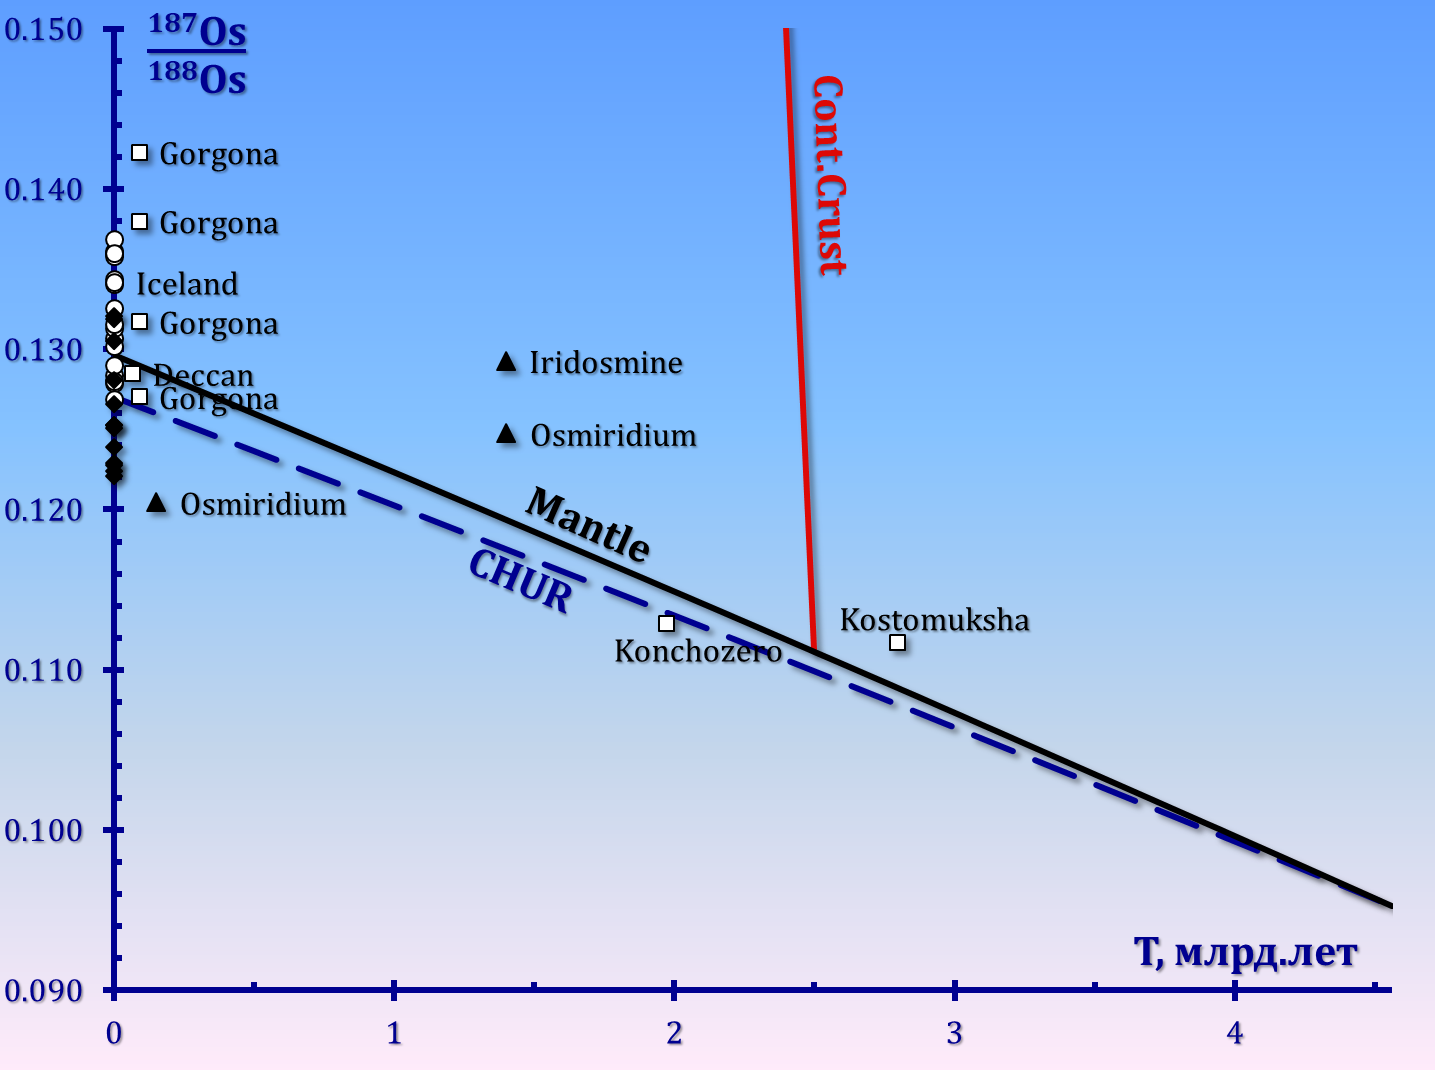 0.150
¹⁸⁷Os
¹⁸⁸Os
Cont.Crust
Gorgona
0.140
Gorgona
Iceland
Gorgona
0.130
Iridosmine
Deccan
Gorgona
Osmiridium
0.120
Osmiridium
Mantle
CHUR
Kostomuksha
Konchozero
0.110
0.100
Т, млрд.лет
0.090
0 1 2 3 4